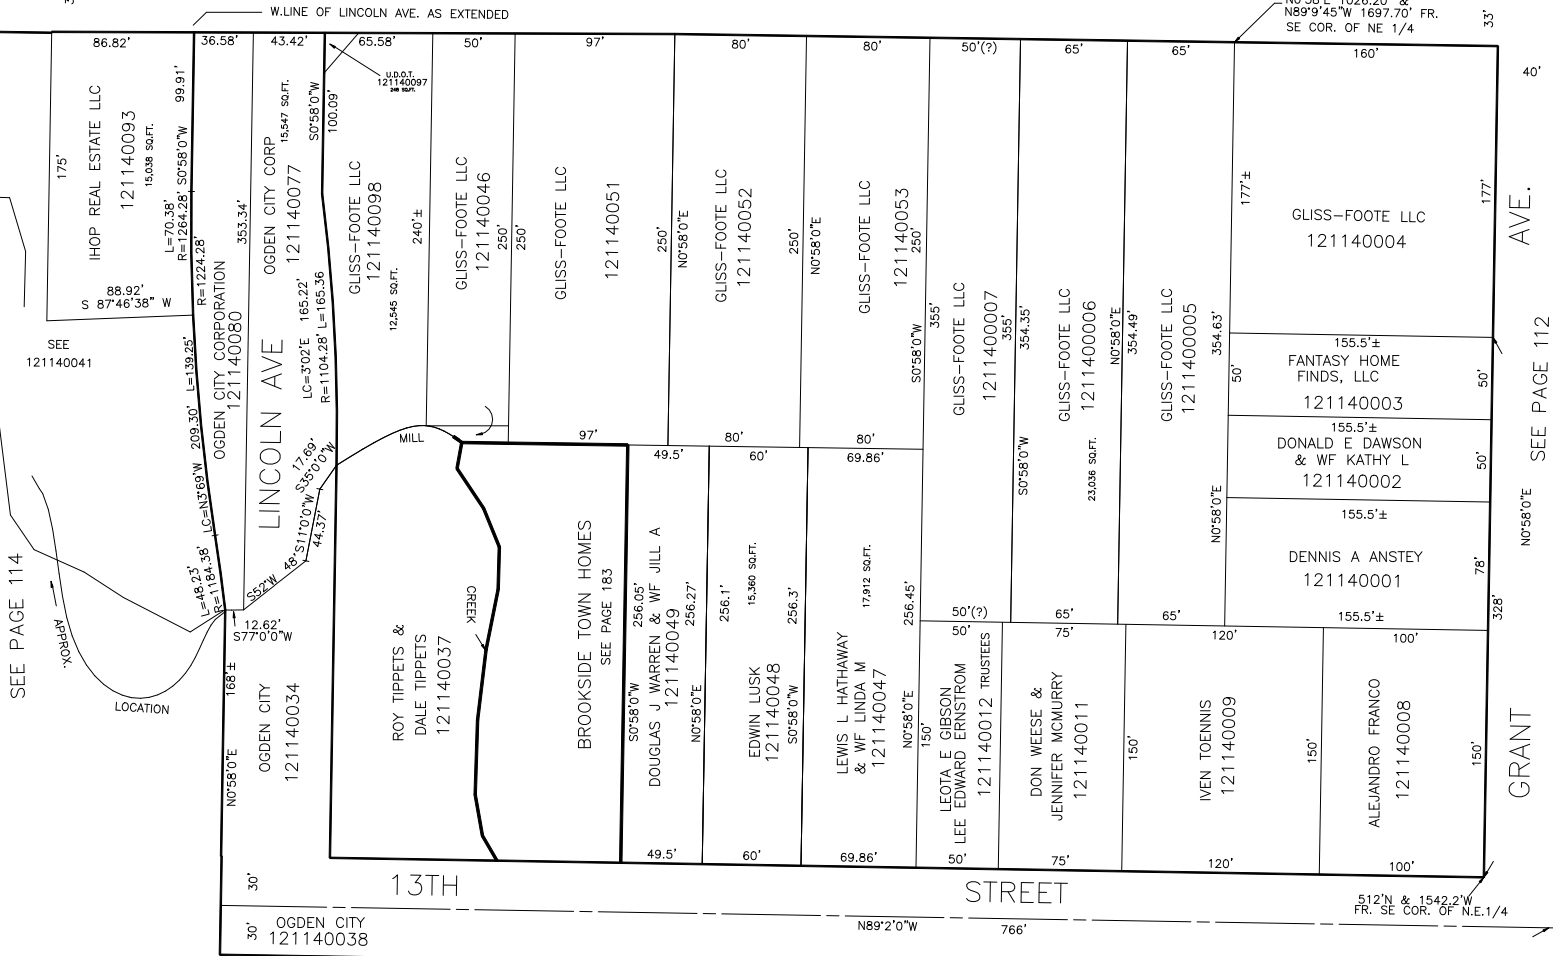 W.LINE OF LINCOLN AVE. AS EXTENDED
N89°9'45"W 1697.70' FR.
SE COR. OF NE 1/4
33'
86.82'
36.58'
43.42'
65.58'
50'
97'
80'
80'
50'(?)
65'
65'
160'
40'
175'
IHOP REAL ESTATE LLC
121140093
15,038 SQ.FT.
99.91'
S0°58'0"W
L=70.38'
R=1264.28'
88.92'
S 87°46'38" W
SEE
121140041
R=1224.28'
L=139.25'
LC=N3°69'W 209.30'
L=48.23'
R=1184.38'
353.34'
OGDEN CITY CORPORATION
121140080
OGDEN CITY CORP
121140077
15,547 SQ.FT.
S0°58'0"W
100.09'
LINCOLN AVE
LC=3°02'E 165.22'
R=1104.28' L=165.36
17.69'
S35°0'0"W
S11°0'0"W
44.37'
S52°W 48'
12.62'
S77°0'0"W
U.D.O.T.
121140097
248 SQ.FT.
GLISS-FOOTE LLC
121140098
12,545 SQ.FT.
240'±
GLISS-FOOTE LLC
121140046
250'
250'
GLISS-FOOTE LLC
121140051
250'
N0°58'0"E
GLISS-FOOTE LLC
121140052
250'
N0°58'0"E
GLISS-FOOTE LLC
121140053
250'
S0°58'0"W
355'
GLISS-FOOTE LLC
121140007
355'
354.35'
S0°58'0"W
GLISS-FOOTE LLC
121140006
23,036 SQ.FT.
N0°58'0"E
354.49'
GLISS-FOOTE LLC
121140005
354.63'
N0°58'0"E
177'±
GLISS-FOOTE LLC
121140004
177'
155.5'±
FANTASY HOME
FINDS, LLC
121140003
50'
50'
155.5'±
DONALD E DAWSON
& WF KATHY L
121140002
50'
155.5'±
DENNIS A ANSTEY
121140001
78'
155.5'±
328'
N0°58'0"E
SEE PAGE 112
GRANT AVE.
MILL
97'
80'
80'
49.5'
60'
69.86'
50'(?)
65'
65'
50'
75'
120'
100'
SEE PAGE 114
APPROX.
LOCATION
168'±
N0°58'0"E
OGDEN CITY
121140034
ROY TIPPETS &
DALE TIPPETS
121140037
CREEK
BROOKSIDE TOWN HOMES
SEE PAGE 183
S0°58'0"W
256.05'
DOUGLAS J WARREN & WF JILL A
121140049
N0°58'0"E
256.27'
256.1'
EDWIN LUSK
121140048
15,360 SQ.FT.
S0°58'0"W
256.3'
LEWIS L HATHAWAY
& WF LINDA M
121140047
17,912 SQ.FT.
N0°58'0"E
256.45'
150'
LEOTA E GIBSON
LEE EDWARD ERNSTROM
121140012 TRUSTEES
DON WEESE &
JENNIFER MCMURRY
121140011
150'
IVEN TOENNIS
121140009
150'
ALEJANDRO FRANCO
121140008
150'
49.5'
60'
69.86'
50'
75'
120'
100'
30'
13TH STREET
512'N & 1542.2'W
FR. SE COR. OF N.E.1/4
30'
OGDEN CITY
121140038
N89°2'0"W
766'